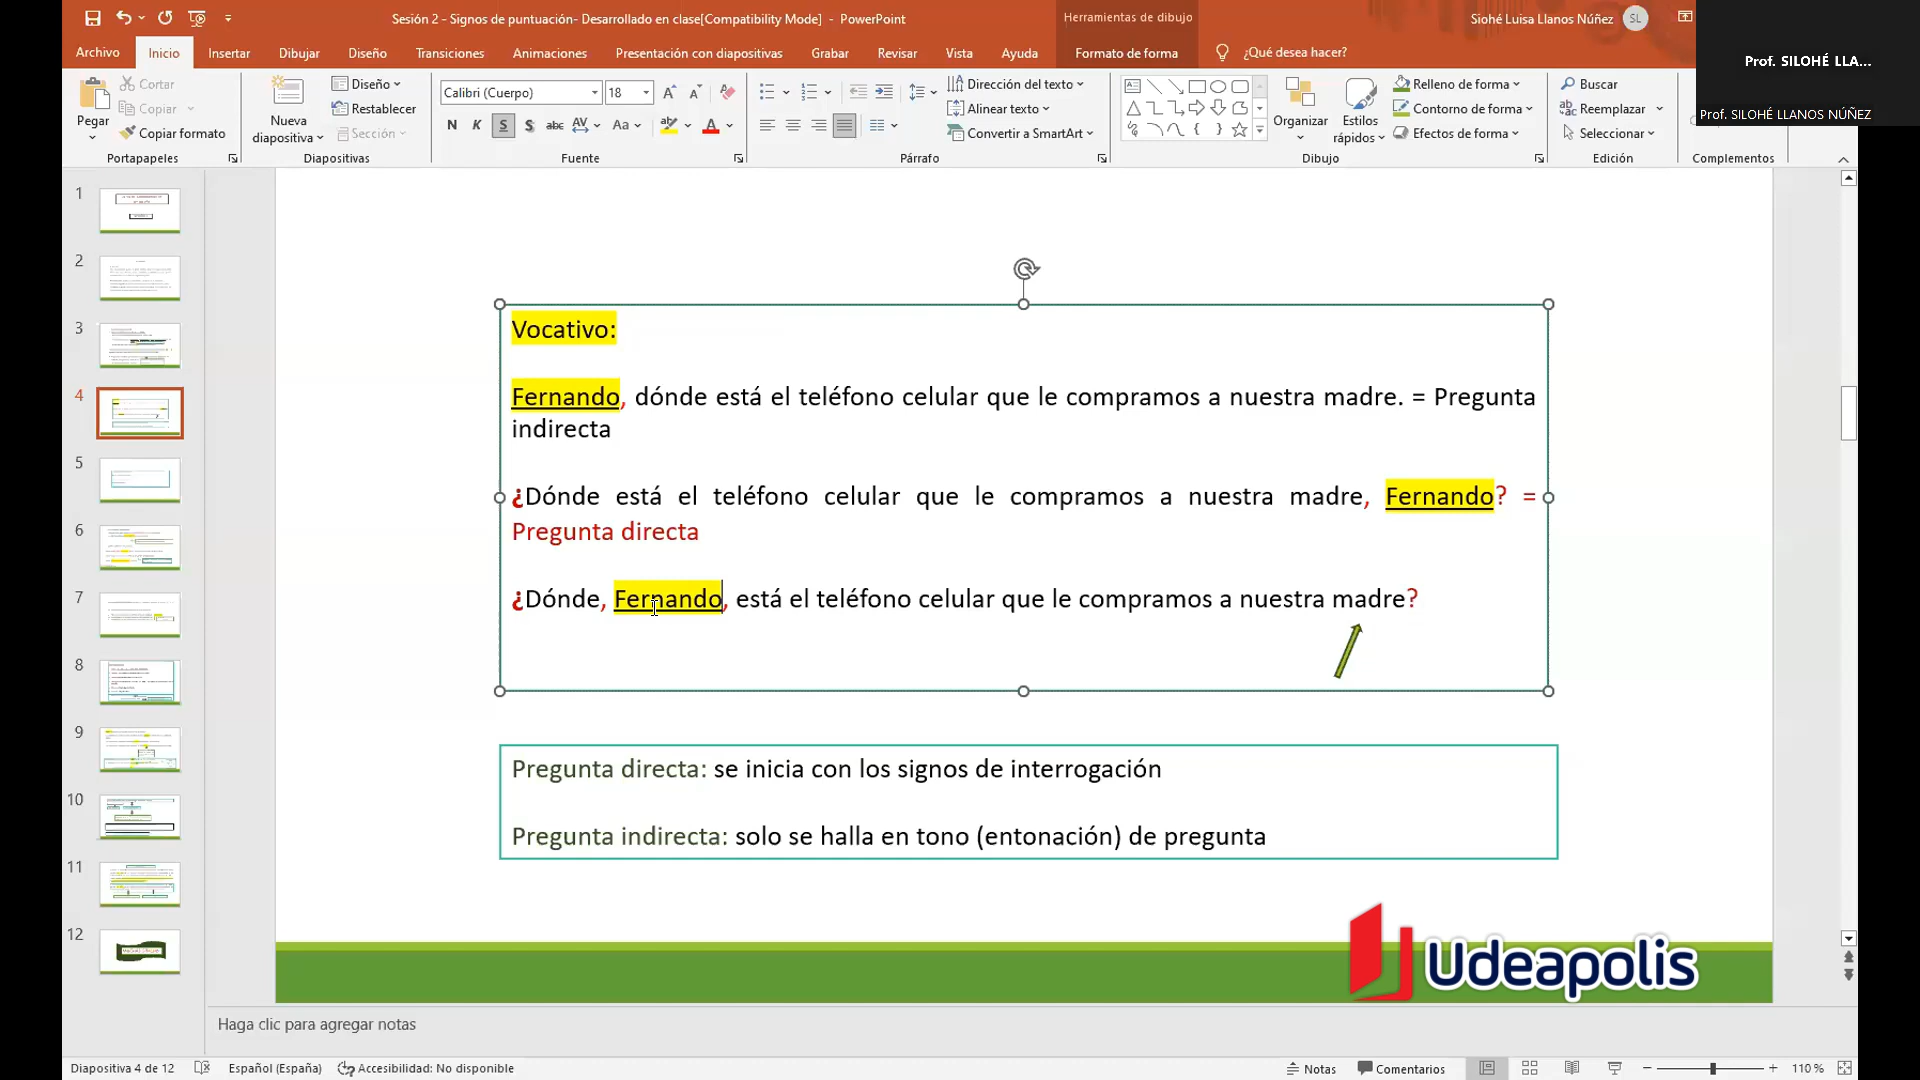 Sesión 2 - Signos de puntuación- Desarrollado en clase[Compatibility Mode] - PowerPoint
Herramientas de dibujo
Siohé Luisa Llanos Núñez SL
Prof. SILOHÉ LLA...
Prof. SILOHÉ LLANOS NÚÑEZ
Archivo Inicio Insertar Dibujar Diseño Transiciones Animaciones Presentación con diapositivas Grabar Revisar Vista Ayuda Formato de forma ¿Qué desea hacer?
Pegar
Cortar
Copiar
Copiar formato
Portapapeles
Nueva
diapositiva
Diseño
Restablecer
Sección
Diapositivas
Calibri (Cuerpo) 18
N K S S abc AV Aa
Fuente
Dirección del texto
Alinear texto
Convertir a SmartArt
Párrafo
Organizar
Estilos
rápidos
Relleno de forma
Contorno de forma
Efectos de forma
Dibujo
Buscar
Reemplazar
Seleccionar
Edición
Complementos
1
2
3
4
5
6
7
8
9
10
11
12
Vocativo:
Fernando, dónde está el teléfono celular que le compramos a nuestra madre. = Pregunta
indirecta
¿Dónde está el teléfono celular que le compramos a nuestra madre, Fernando? =
Pregunta directa
¿Dónde, Fernando, está el teléfono celular que le compramos a nuestra madre?
Pregunta directa: se inicia con los signos de interrogación
Pregunta indirecta: solo se halla en tono (entonación) de pregunta
Udeapolis
Haga clic para agregar notas
Diapositiva 4 de 12 Español (España) Accesibilidad: No disponible Notas Comentarios 110 %